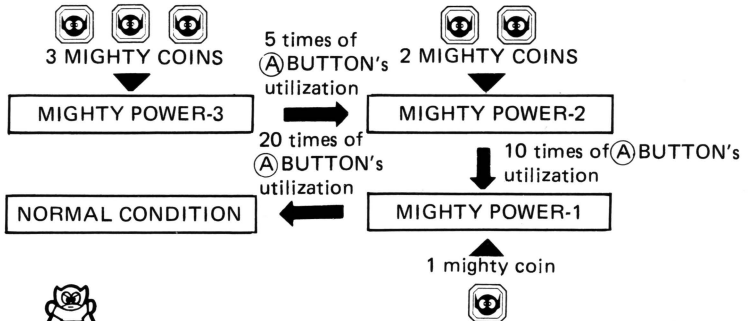 3 MIGHTY COINS
5 times of
Ⓐ BUTTON's
utilization
2 MIGHTY COINS
MIGHTY POWER-3
MIGHTY POWER-2
20 times of
Ⓐ BUTTON's
utilization
10 times of Ⓐ BUTTON's
utilization
NORMAL CONDITION
MIGHTY POWER-1
1 mighty coin